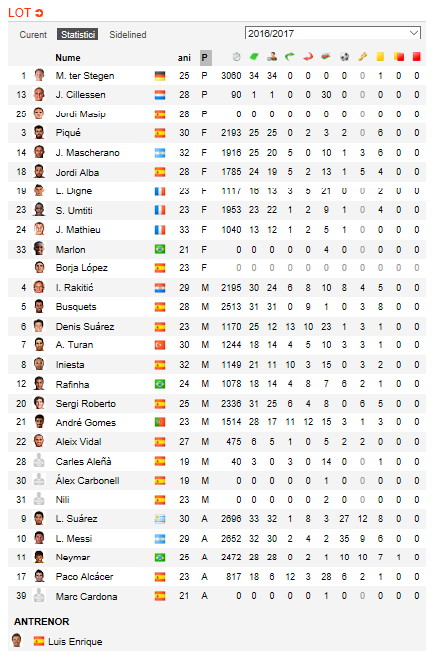 LOT
Curent Statistici Sidelined 2016/2017
Nume ani P
1 M. ter Stegen 25 P 3060 34 34 0 0 0 0 0 0 1 0 0
13 J. Cillessen 28 P 90 1 1 0 0 30 0 0 0 0 0
25 Jordi Masip 28 P 0 0 0 0 0 0 0 0 0 0 0
3 Piqué 30 F 2193 25 25 0 2 3 2 0 6 0 0
14 J. Mascherano 32 F 1916 25 20 5 0 10 1 3 6 0 0
18 Jordi Alba 28 F 1785 24 19 5 2 13 1 5 4 0 0
19 L. Digne 23 F 1117 16 13 3 5 21 0 0 2 0 0
23 S. Umtiti 23 F 1953 23 22 1 2 9 1 0 4 0 0
24 J. Mathieu 33 F 1040 13 12 1 2 5 1 0 0 0 0
33 Marlon 21 F 0 0 0 0 0 4 0 0 0 0 0
Borja López 23 F 0 0 0 0 0 0 0 0 0 0 0
4 I. Rakitić 29 M 2195 30 24 6 8 10 8 4 5 0 0
5 Busquets 28 M 2513 31 31 0 9 1 0 3 8 0 0
6 Denis Suárez 23 M 1170 25 12 13 10 23 1 3 1 0 0
7 A. Turan 30 M 1244 18 14 4 5 10 3 3 1 0 0
8 Iniesta 32 M 1149 21 11 10 3 15 0 3 2 0 0
12 Rafinha 24 M 1078 18 14 4 8 7 6 2 1 0 0
20 Sergi Roberto 25 M 2336 31 25 6 4 8 0 6 5 0 0
21 André Gomes 23 M 1514 28 17 11 12 15 3 1 3 0 0
22 Aleix Vidal 27 M 475 6 5 1 0 5 2 2 0 0 0
28 Carles Aleñà 19 M 40 3 0 3 0 14 0 0 1 0 0
30 Álex Carbonell 19 M 0 0 0 0 0 1 0 0 0 0 0
31 Nili 23 M 0 0 0 0 0 2 0 0 0 0 0
9 L. Suárez 30 A 2696 33 32 1 8 3 27 12 8 0 0
10 L. Messi 29 A 2652 32 30 2 4 2 35 9 6 0 0
11 Neymar 25 A 2472 28 28 0 2 1 10 10 7 1 0
17 Paco Alcácer 23 A 817 18 6 12 3 28 6 2 1 0 0
39 Marc Cardona 21 A 0 0 0 0 0 1 0 0 0 0 0
ANTRENOR
Luis Enrique